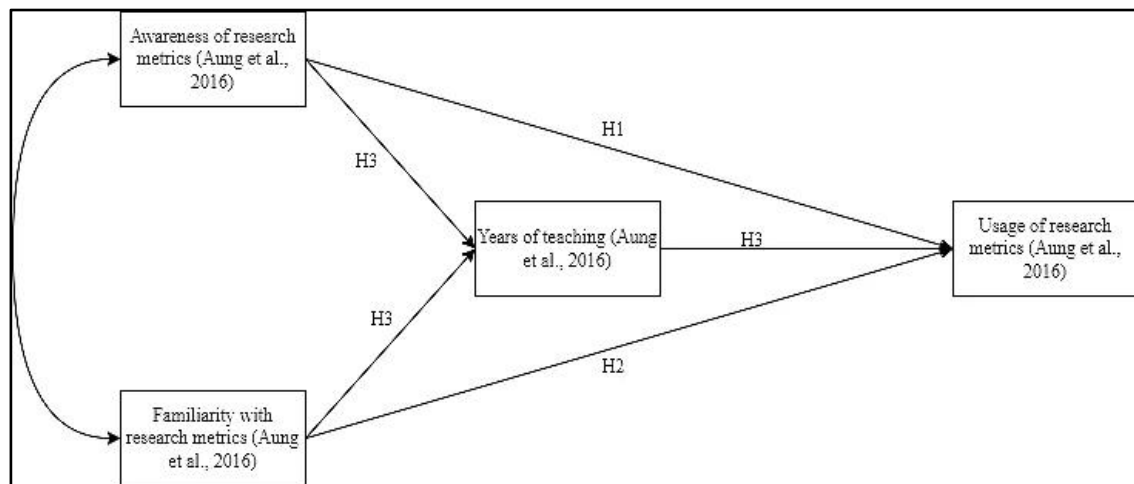 Awareness of research
metrics (Aung et al.,
2016)
H1
H3
Years of teaching (Aung
et al., 2016)
H3
Usage of research
metrics (Aung et al.,
2016)
H3
H2
Familiarity with
research metrics (Aung
et al., 2016)